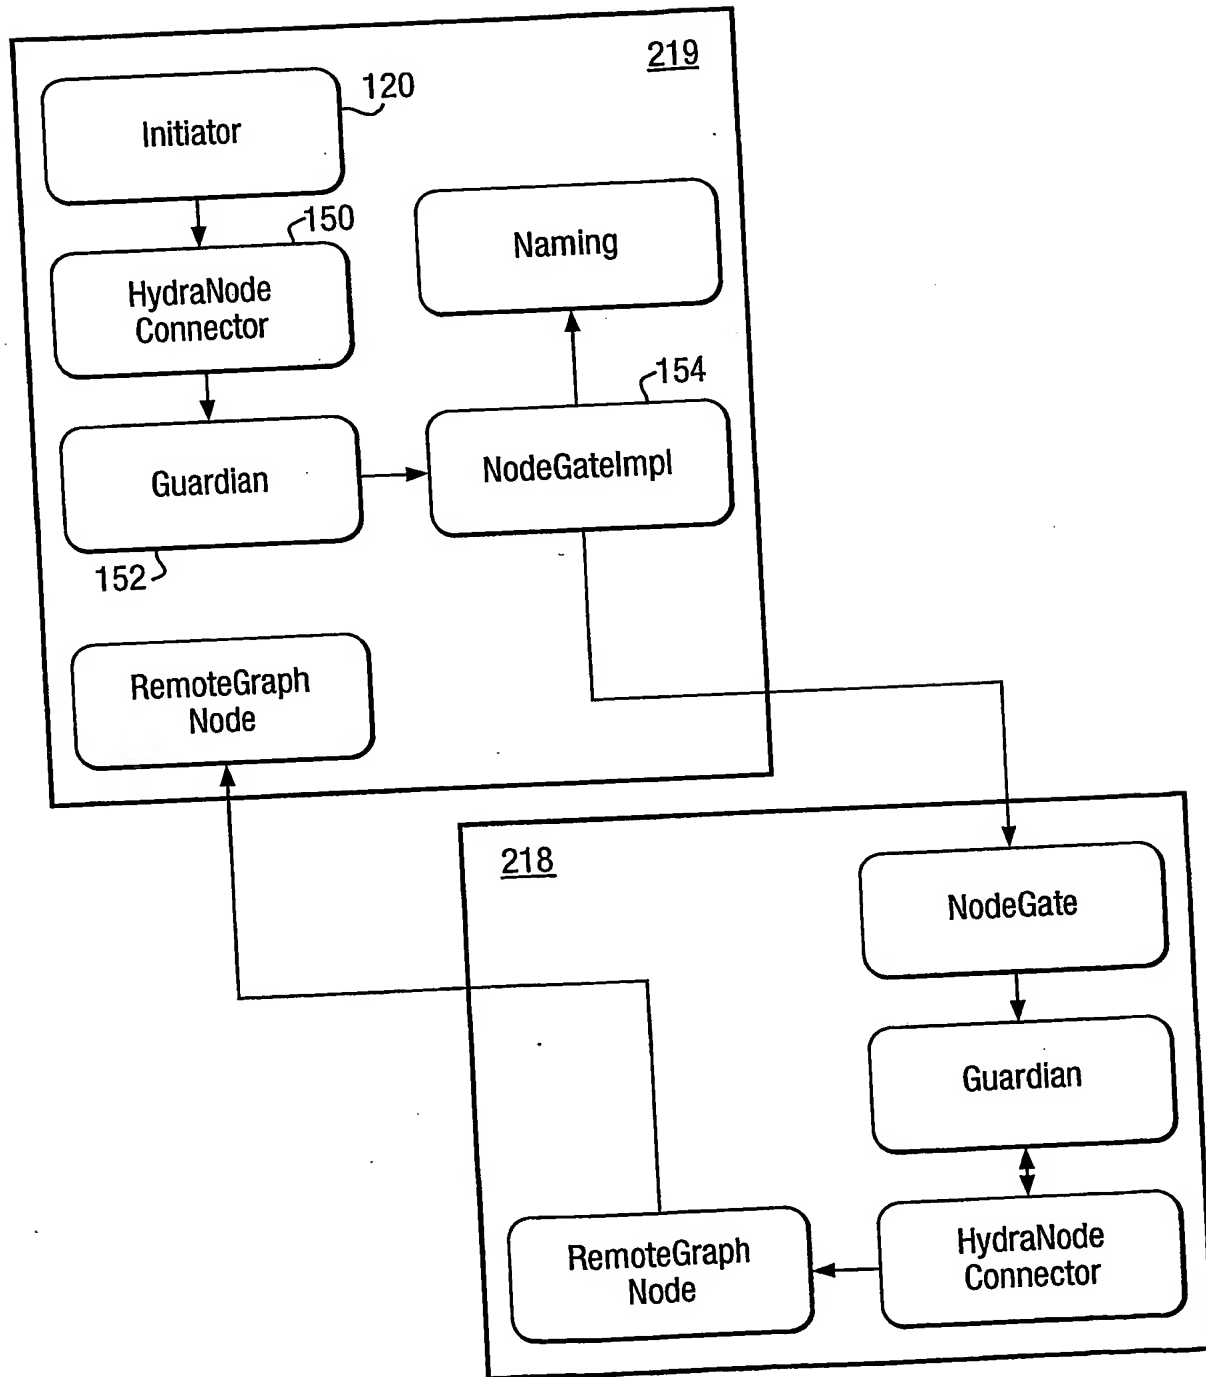 219
120
Initiator
150
Naming
HydraNode
Connector
154
Guardian
NodeGateImpl
152
RemoteGraph
Node
218
NodeGate
Guardian
HydraNode
Connector
RemoteGraph
Node